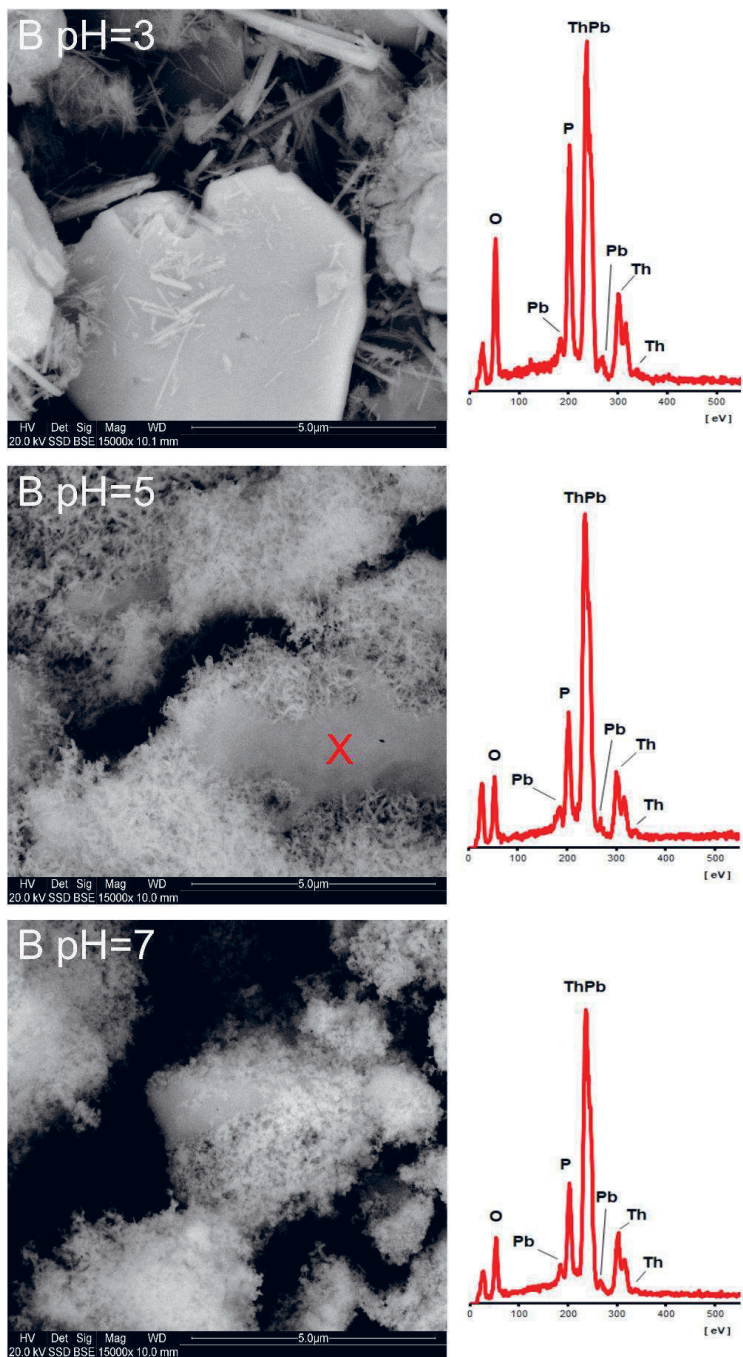 B pH=3
HV Det Sig Mag WD 5.0µm
20.0 kV SSD BSE 15000x 10.1 mm
ThPb
P
O
Pb
Th
Pb
Th
0 100 200 300 400 500
[ eV]
B pH=5
X
HV Det Sig Mag WD 5.0µm
20.0 kV SSD BSE 15000x 10.0 mm
ThPb
P
Pb
Th
O
Pb
Th
0 100 200 300 400 500
[ eV]
B pH=7
HV Det Sig Mag WD 5.0µm
20.0 kV SSD BSE 15000x 10.0 mm
ThPb
P
Pb
O
Th
Pb
Th
0 100 200 300 400 500
[ eV]